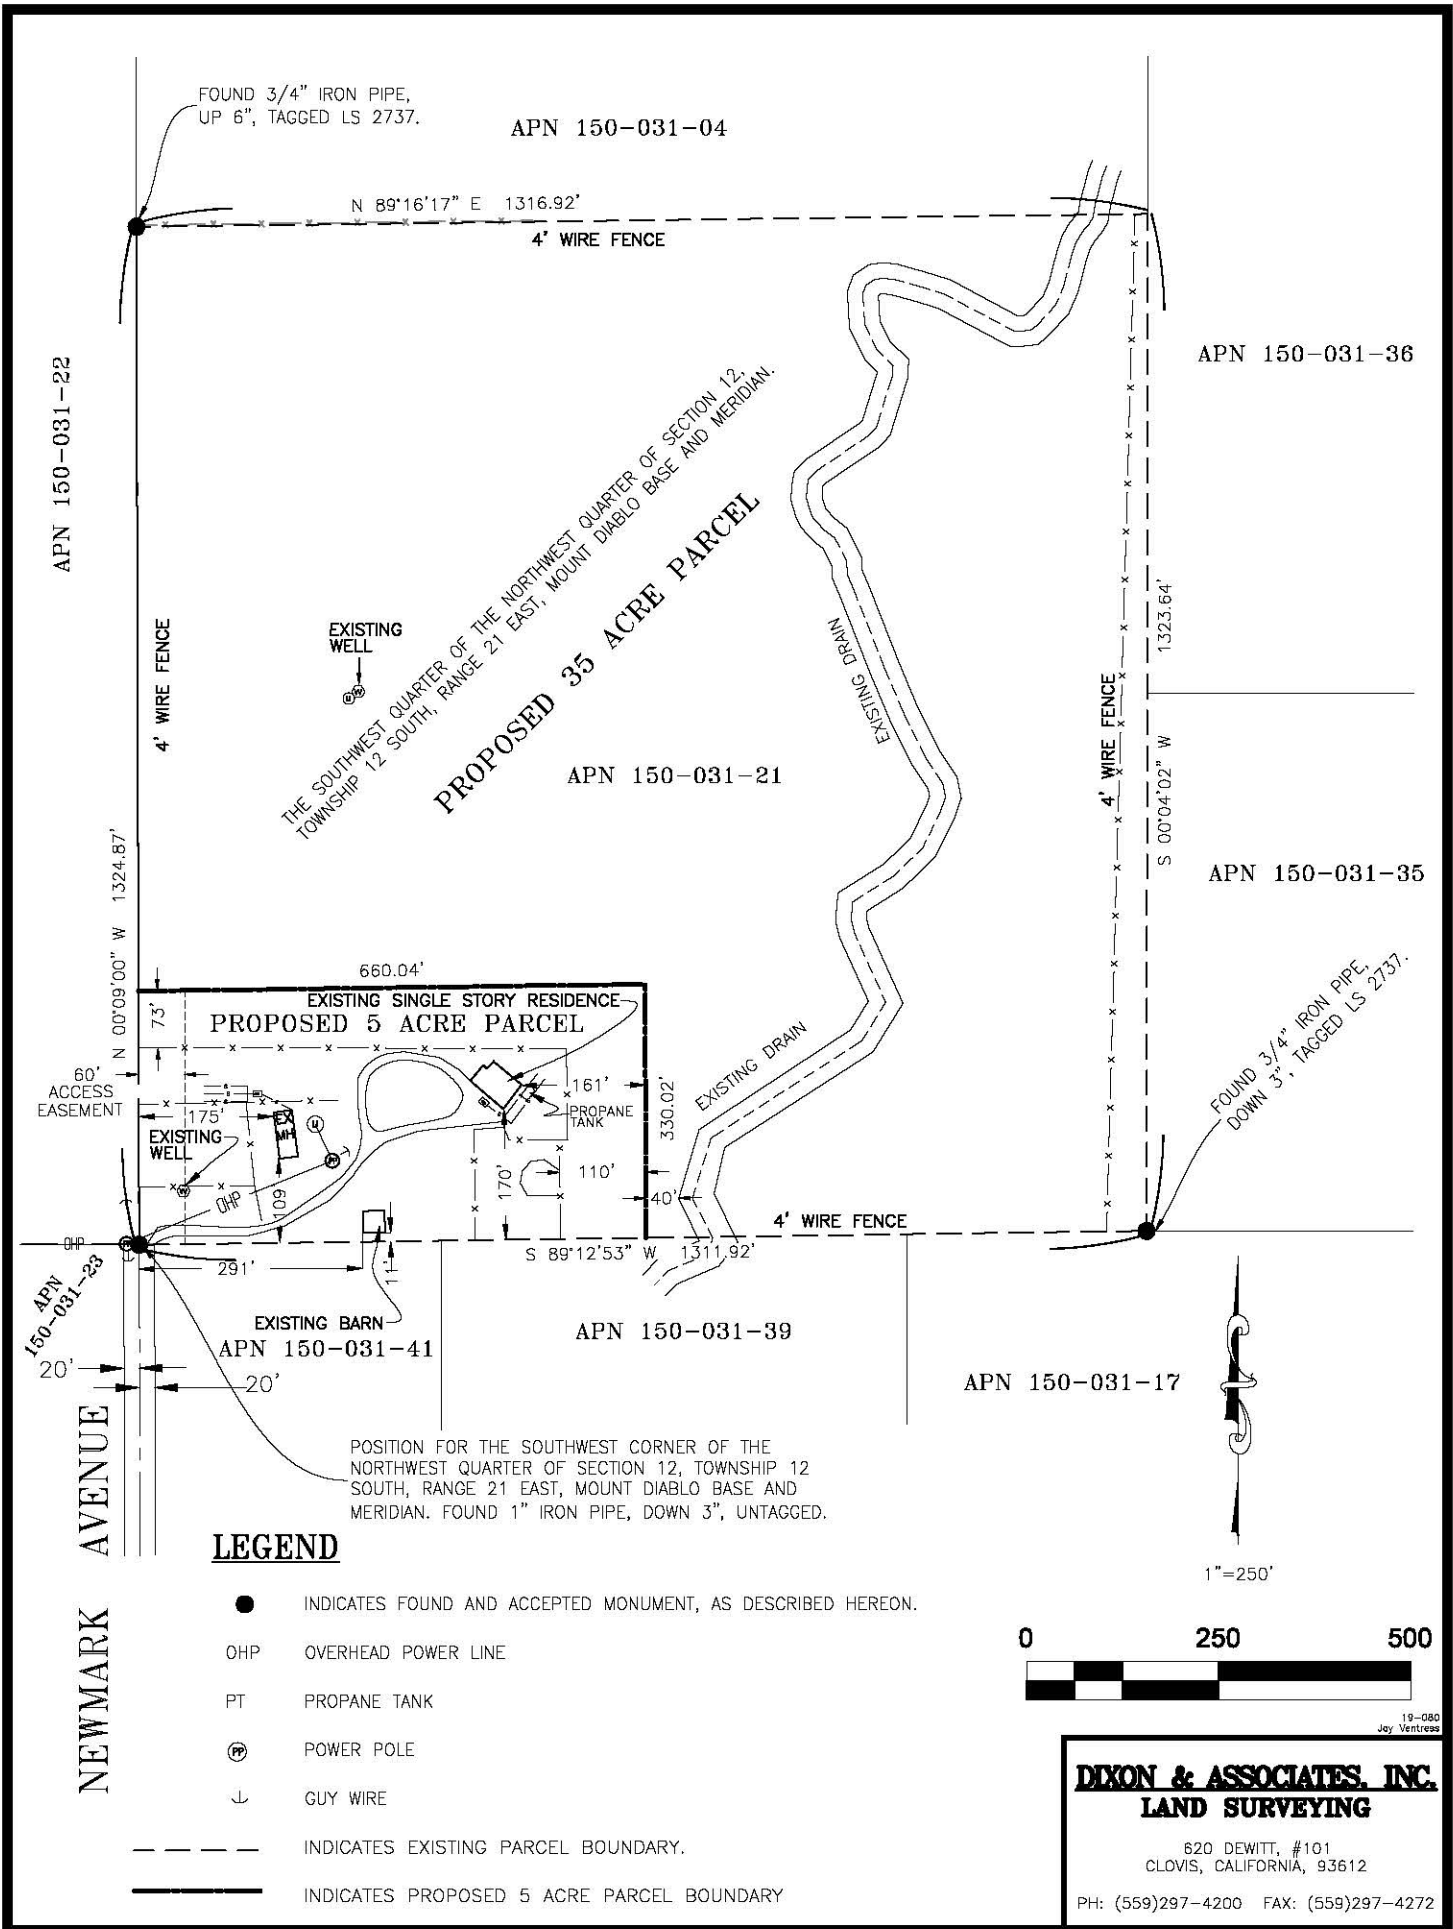 FOUND 3/4" IRON PIPE,
UP 6", TAGGED LS 2737.
APN 150-031-04
N 89°16'17" E 1316.92'
4' WIRE FENCE
APN 150-031-36
APN 150-031-22
THE SOUTHWEST QUARTER OF THE NORTHWEST QUARTER OF SECTION 12,
TOWNSHIP 12 SOUTH, RANGE 21 EAST, MOUNT DIABLO BASE AND MERIDIAN.
PROPOSED 35 ACRE PARCEL
EXISTING
WELL
U
W
4' WIRE FENCE
EXISTING DRAIN
1323.64'
S 00°04'02" W
4' WIRE FENCE
APN 150-031-21
N 00°09'00" W 1324.87'
APN 150-031-35
660.04'
EXISTING SINGLE STORY RESIDENCE
PROPOSED 5 ACRE PARCEL
73'
60'
ACCESS
EASEMENT
175'
EX
MH
U
161'
PROPANE
TANK
330.02'
EXISTING DRAIN
FOUND 3/4" IRON PIPE,
DOWN 3", TAGGED LS 2737.
EXISTING
WELL
W
PP
OHP
109
170'
110'
40'
4' WIRE FENCE
OHP
PP
S 89°12'53" W 1311.92'
291'
11'
APN
150-031-23
EXISTING BARN
APN 150-031-41
APN 150-031-39
APN 150-031-17
20'
20'
NEWMARK AVENUE
POSITION FOR THE SOUTHWEST CORNER OF THE
NORTHWEST QUARTER OF SECTION 12, TOWNSHIP 12
SOUTH, RANGE 21 EAST, MOUNT DIABLO BASE AND
MERIDIAN. FOUND 1" IRON PIPE, DOWN 3", UNTAGGED.
1"=250'
LEGEND
INDICATES FOUND AND ACCEPTED MONUMENT, AS DESCRIBED HEREON.
OHP OVERHEAD POWER LINE
PT PROPANE TANK
PP POWER POLE
GUY WIRE
INDICATES EXISTING PARCEL BOUNDARY.
INDICATES PROPOSED 5 ACRE PARCEL BOUNDARY
0 250 500
19-080
Jay Ventress
DIXON & ASSOCIATES, INC.
LAND SURVEYING
620 DEWITT, #101
CLOVIS, CALIFORNIA, 93612
PH: (559)297-4200 FAX: (559)297-4272